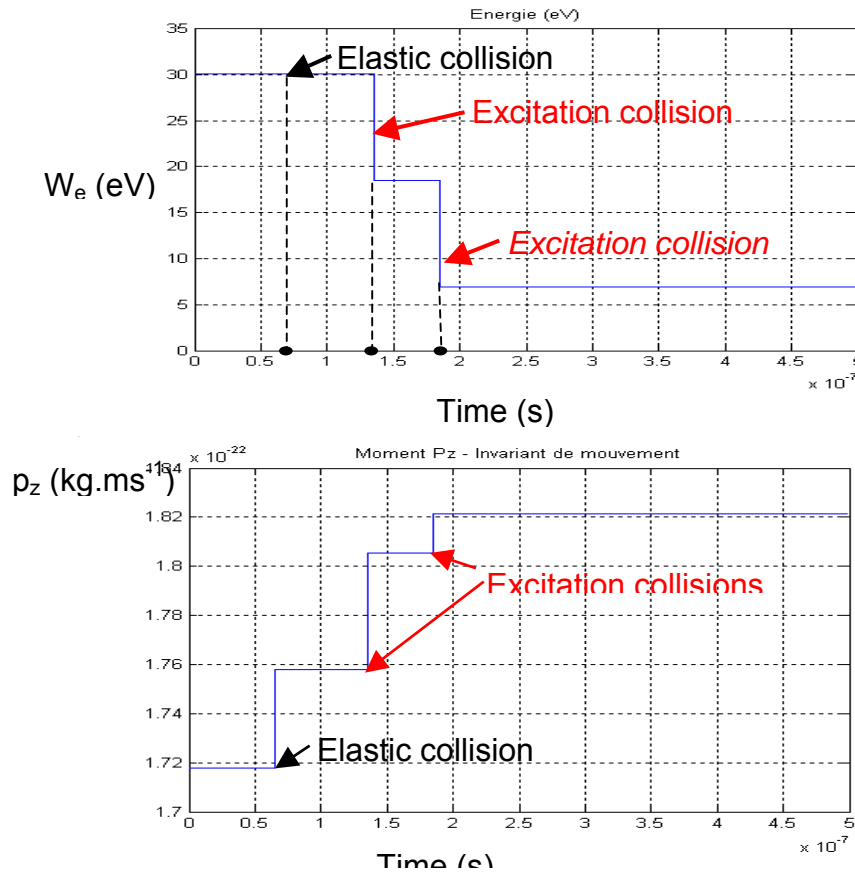 Energie (eV)
35
Elastic collision
30
25
Excitation collision
20
We (eV)
15
Excitation collision
10
5
0
0 0.5 1 1.5 2 2.5 3 3.5 4 4.5 5
x 10-7
Time (s)
x 10-22
Moment Pz - Invariant de mouvement
1.84
pz (kg.ms-1)
1.82
1.8
Excitation collisions
1.78
1.76
1.74
1.72
Elastic collision
1.7
0 0.5 1 1.5 2 2.5 3 3.5 4 4.5 5
x 10-7
Time (s)